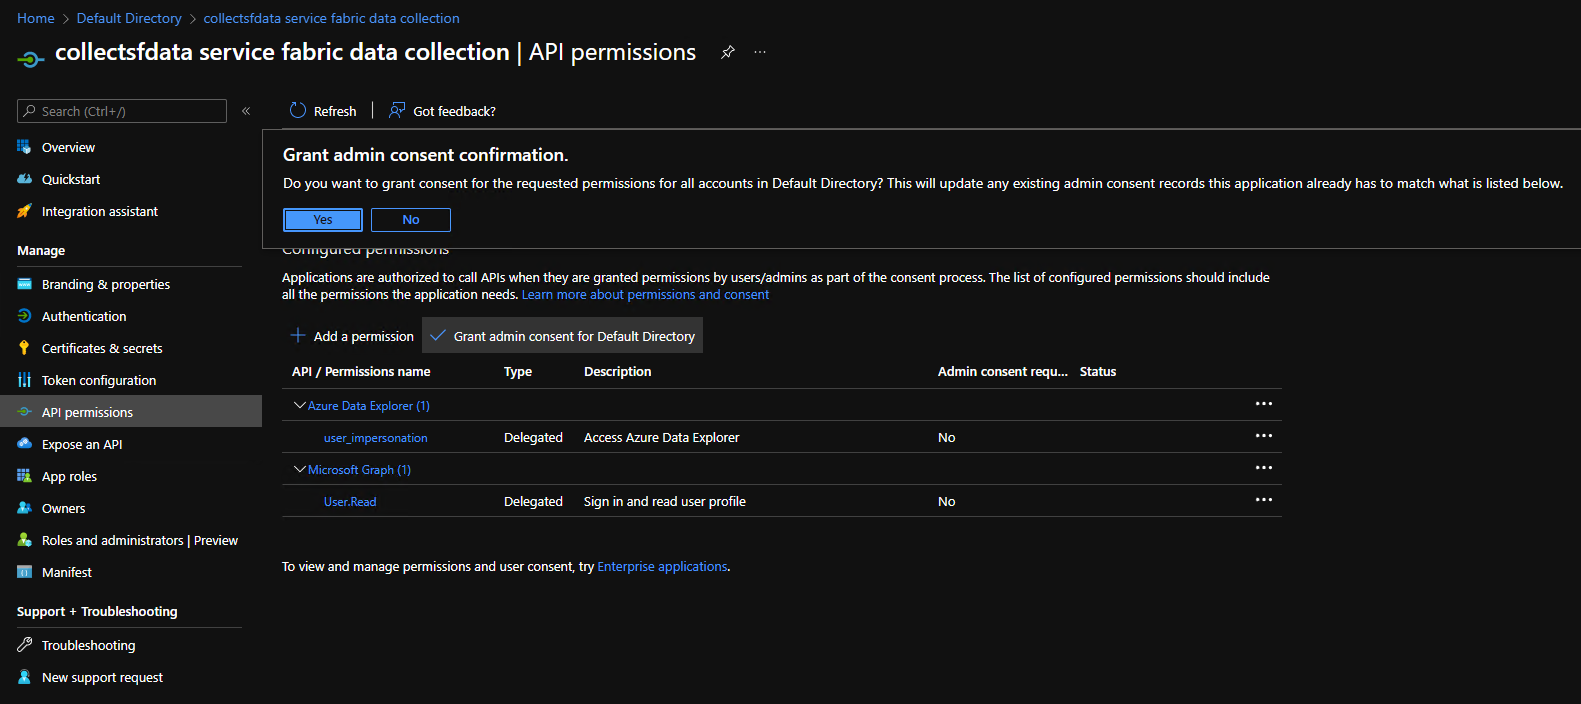 Home > Default Directory > collectsfdata service fabric data collection
collectsfdata service fabric data collection | API permissions
Search (Ctrl+/)
Refresh | Got feedback?
Overview
Quickstart
Integration assistant
Manage
Branding & properties
Authentication
Certificates & secrets
Token configuration
API permissions
Expose an API
App roles
Owners
Roles and administrators | Preview
Manifest
Support + Troubleshooting
Troubleshooting
New support request
Grant admin consent confirmation.
Do you want to grant consent for the requested permissions for all accounts in Default Directory? This will update any existing admin consent records this application already has to match what is listed below.
Yes No
Configured permissions
Applications are authorized to call APIs when they are granted permissions by users/admins as part of the consent process. The list of configured permissions should include
all the permissions the application needs. Learn more about permissions and consent
Add a permission Grant admin consent for Default Directory
API / Permissions name Type Description Admin consent requ... Status
Azure Data Explorer (1)
user_impersonation Delegated Access Azure Data Explorer No
Microsoft Graph (1)
User.Read Delegated Sign in and read user profile No
To view and manage permissions and user consent, try Enterprise applications.